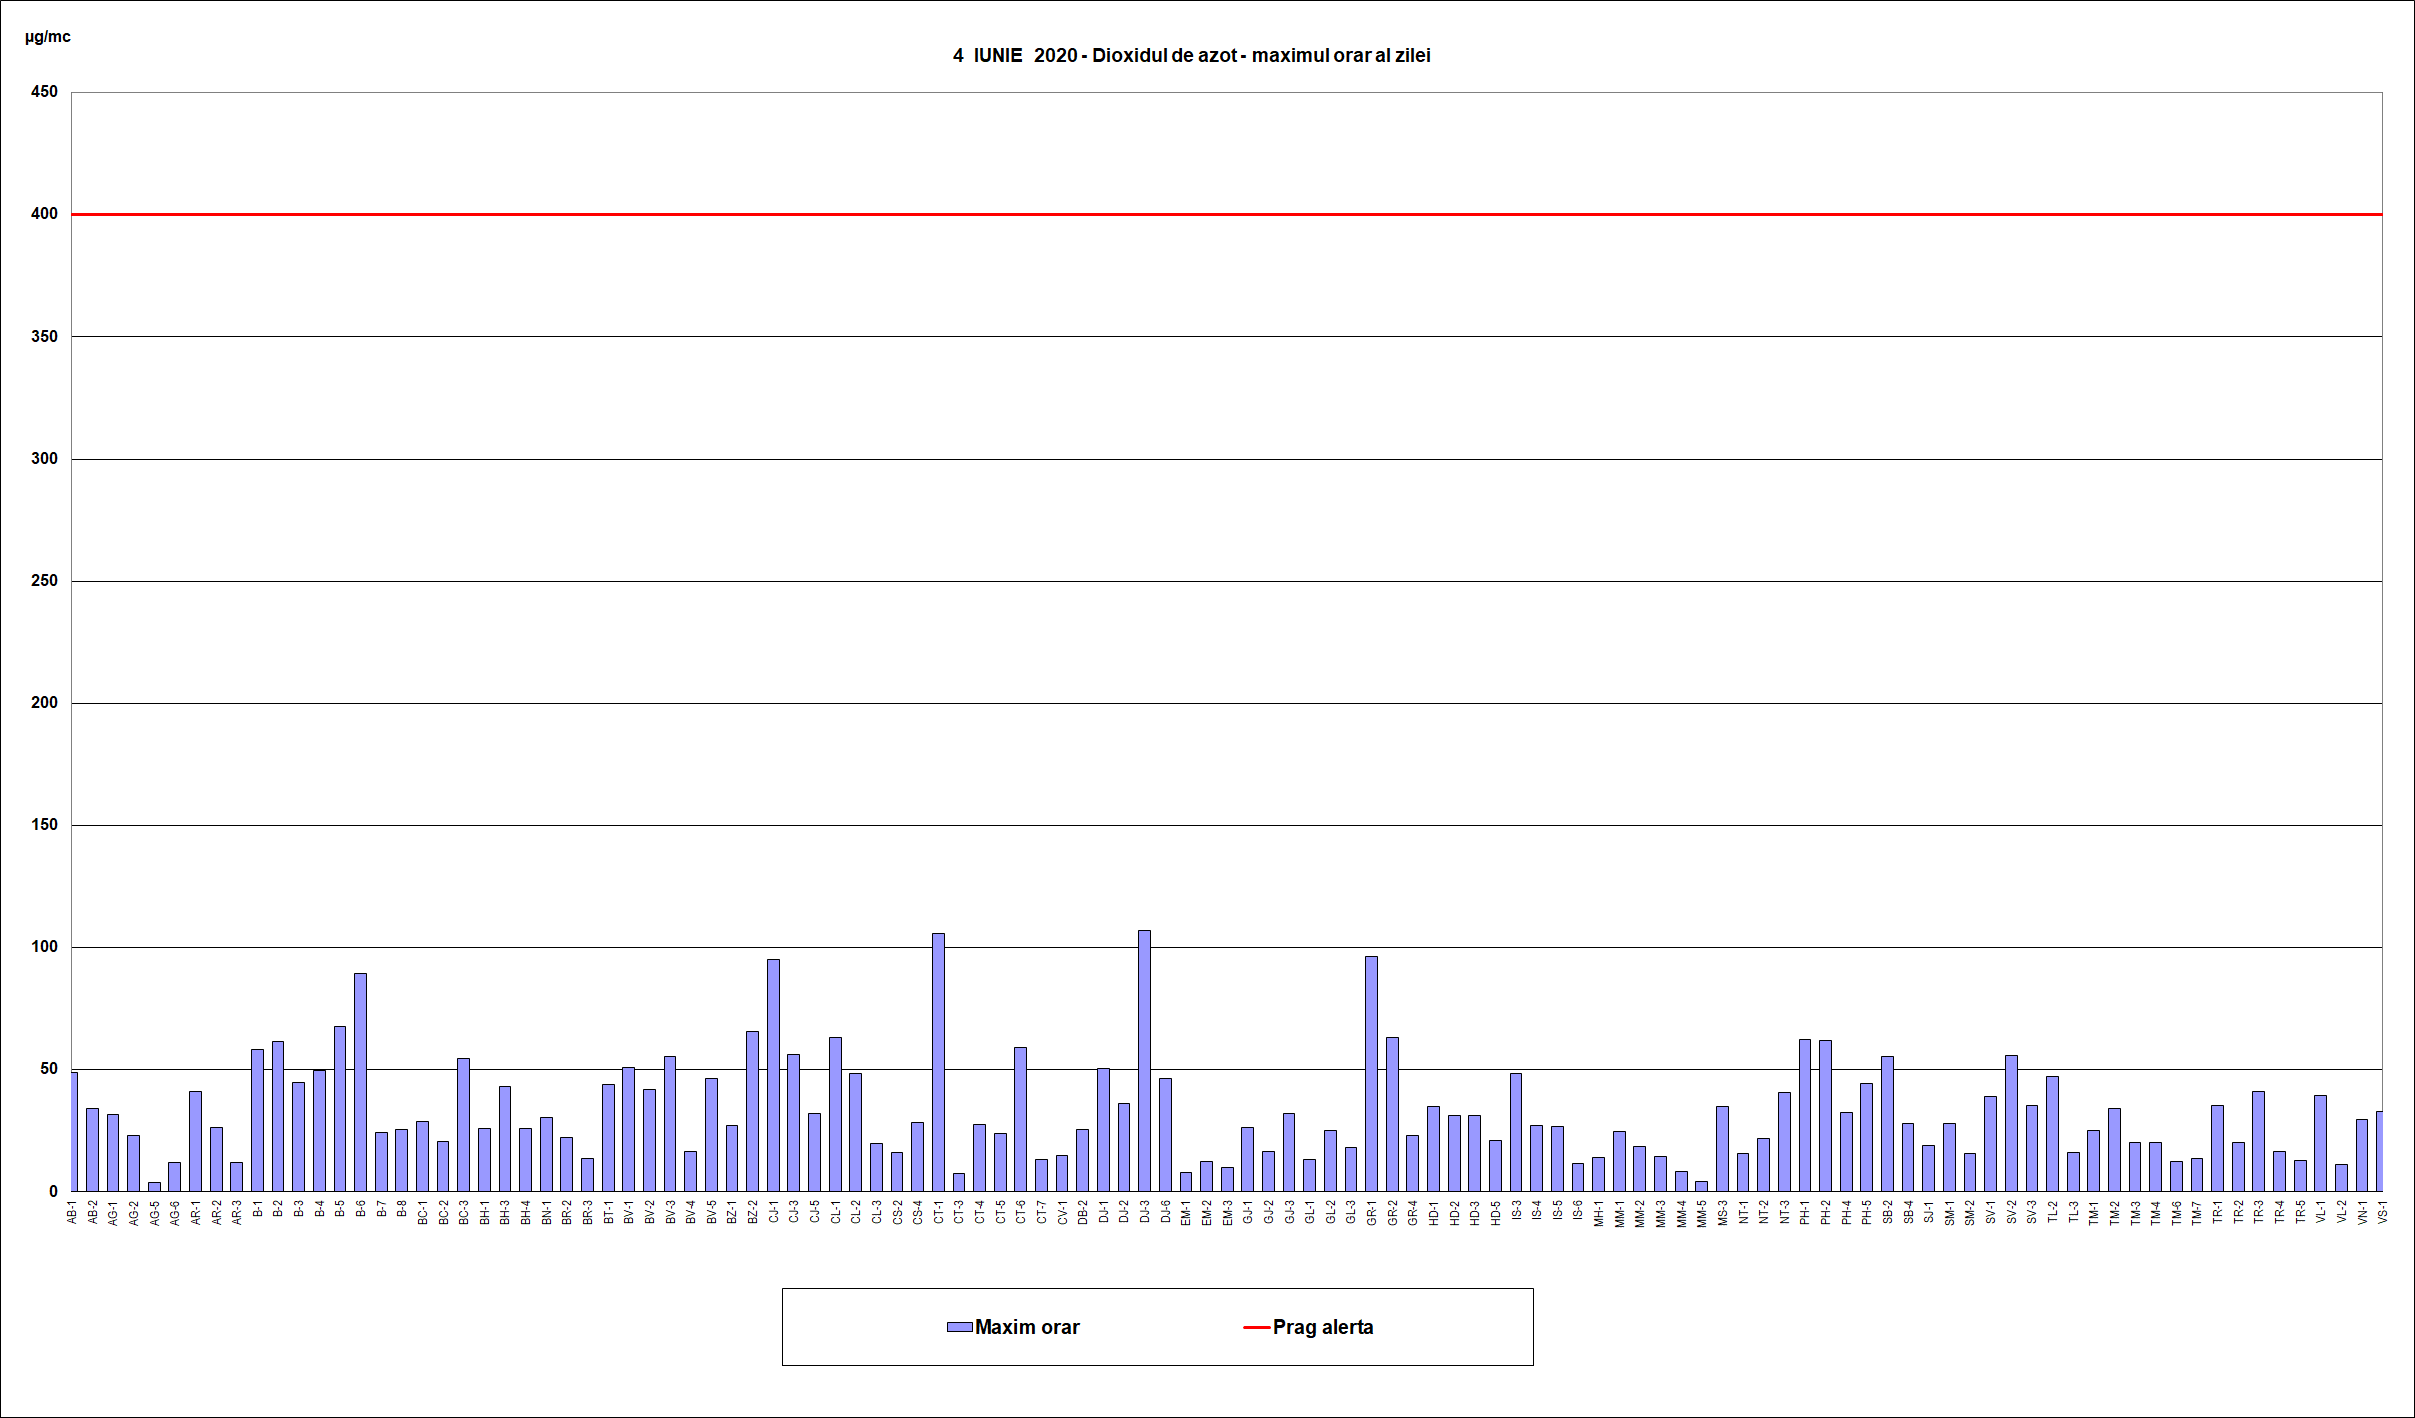 µg/mc
4 IUNIE 2020 - Dioxidul de azot - maximul orar al zilei
450
400
350
300
250
200
150
100
50
0
AB-1 AB-2 AG-1 AG-2 AG-5 AG-6 AR-1 AR-2 AR-3 B-1 B-2 B-3 B-4 B-5 B-6 B-7 B-8 BC-1 BC-2 BC-3 BH-1 BH-3 BH-4 BN-1 BR-2 BR-3 BT-1 BV-1 BV-2 BV-3 BV-4 BV-5 BZ-1 BZ-2 CJ-1 CJ-3 CJ-5 CL-1 CL-2 CL-3 CS-2 CS-4 CT-1 CT-3 CT-4 CT-5 CT-6 CT-7 CV-1 DB-2 DJ-1 DJ-2 DJ-3 DJ-6 EM-1 EM-2 EM-3 GJ-1 GJ-2 GJ-3 GL-1 GL-2 GL-3 GR-1 GR-2 GR-4 HD-1 HD-2 HD-3 HD-5 IS-3 IS-4 IS-5 IS-6 MH-1 MM-1 MM-2 MM-3 MM-4 MM-5 MS-3 NT-1 NT-2 NT-3 PH-1 PH-2 PH-4 PH-5 SB-2 SB-4 SJ-1 SM-1 SM-2 SV-1 SV-2 SV-3 TL-2 TL-3 TM-1 TM-2 TM-3 TM-4 TM-6 TM-7 TR-1 TR-2 TR-3 TR-4 TR-5 VL-1 VL-2 VN-1 VS-1
Maxim orar Prag alerta